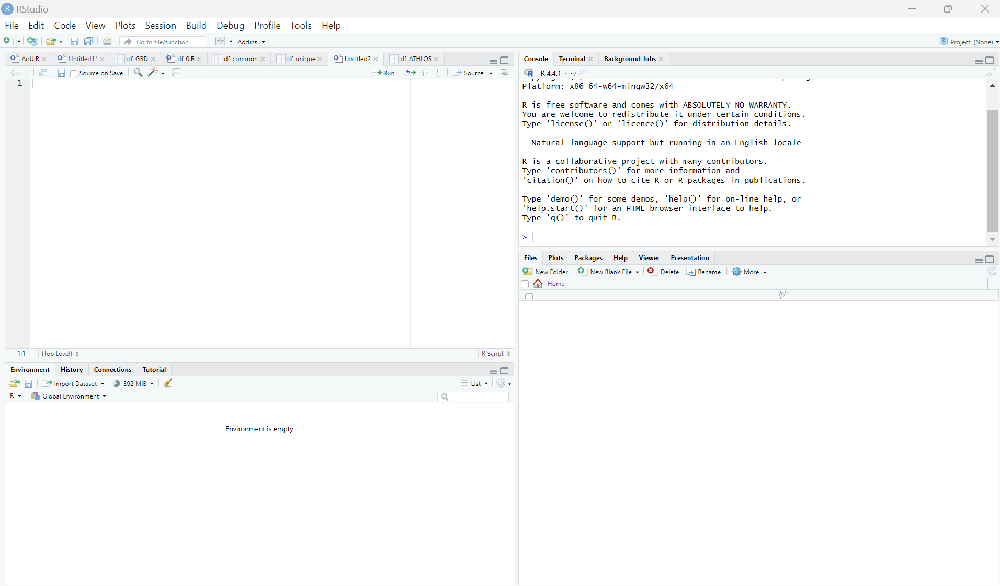 RStudio
File Edit Code View Plots Session Build Debug Profile Tools Help
Go to file/function Addins Project: (None)
AoU.R Untitled1* df_GBD df_0.R df_common df_unique Untitled2 df_ATHLOS
Source on Save Run Source
1
1:1 (Top Level) R Script
Environment History Connections Tutorial
Import Dataset 392 MiB List
R Global Environment
Environment is empty
Console Terminal Background Jobs
R 4.4.1 · ~/
Platform: x86_64-w64-mingw32/x64
R is free software and comes with ABSOLUTELY NO WARRANTY.
You are welcome to redistribute it under certain conditions.
Type 'license()' or 'licence()' for distribution details.
Natural language support but running in an English locale
R is a collaborative project with many contributors.
Type 'contributors()' for more information and
'citation()' on how to cite R or R packages in publications.
Type 'demo()' for some demos, 'help()' for on-line help, or
'help.start()' for an HTML browser interface to help.
Type 'q()' to quit R.
>
Files Plots Packages Help Viewer Presentation
New Folder New Blank File Delete Rename More
Home ...